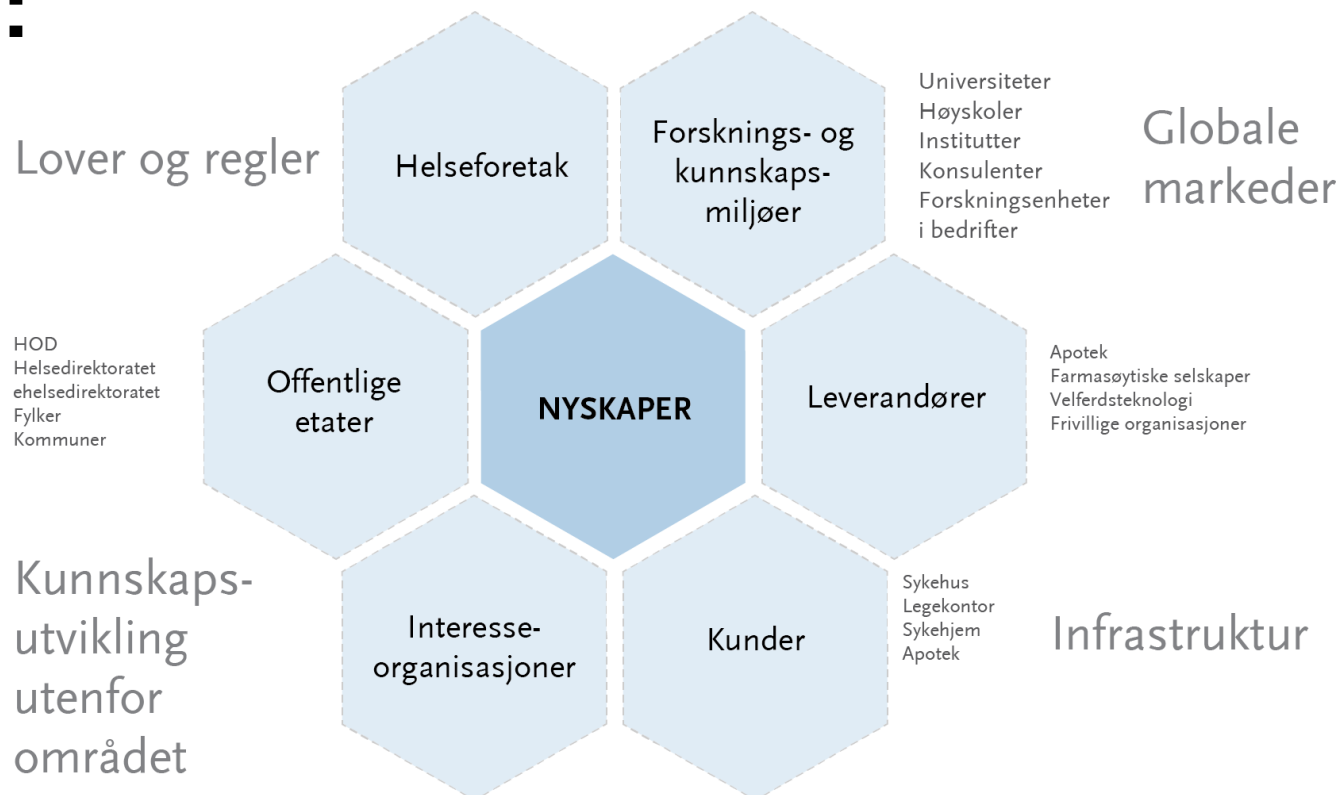 Lover og regler
Helseforetak
Forsknings- og
kunnskaps-
miljøer
Universiteter
Høyskoler
Institutter
Konsulenter
Forskningsenheter
i bedrifter
Globale
markeder
HOD
Helsedirektoratet
ehelsedirektoratet
Fylker
Kommuner
Offentlige
etater
NYSKAPER
Leverandører
Apotek
Farmasøytiske selskaper
Velferdsteknologi
Frivillige organisasjoner
Kunnskaps-
utvikling
utenfor
området
Interesse-
organisasjoner
Kunder
Sykehus
Legekontor
Sykehjem
Apotek
Infrastruktur